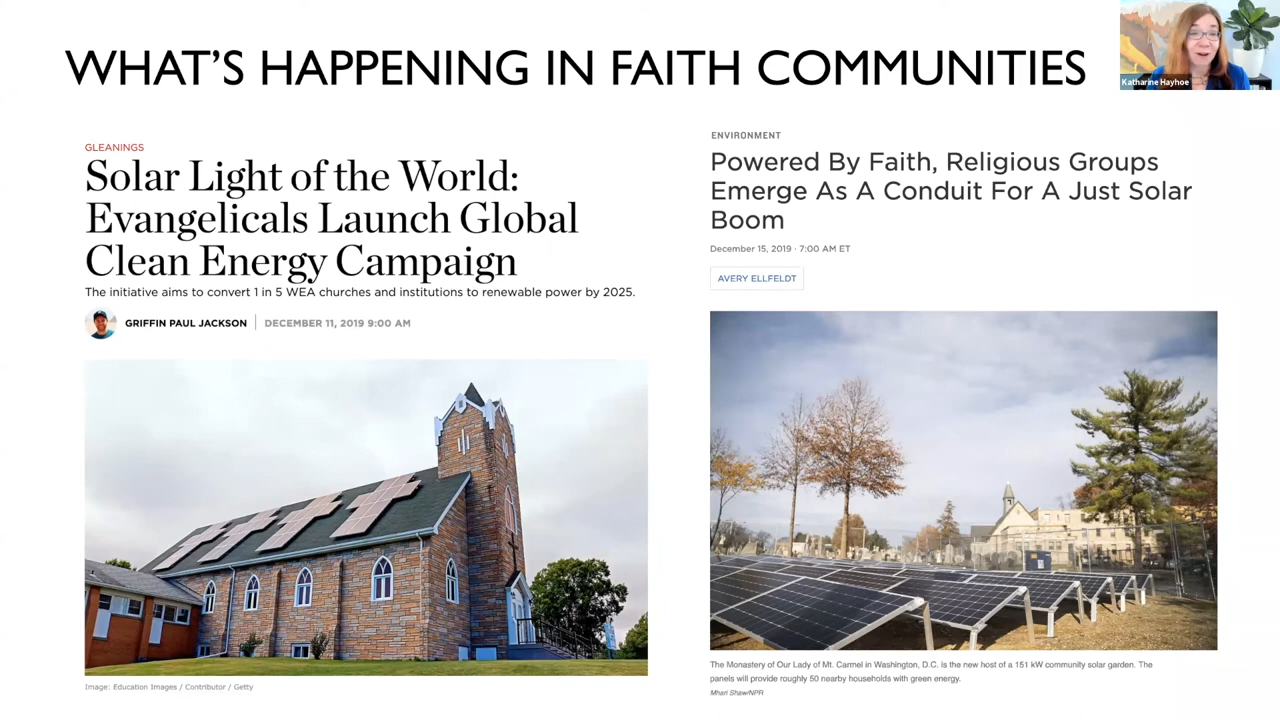 WHAT'S HAPPENING IN FAITH COMMUNITIES
Katharine Hayhoe
GLEANINGS
Solar Light of the World:
Evangelicals Launch Global
Clean Energy Campaign
The initiative aims to convert 1 in 5 WEA churches and institutions to renewable power by 2025.
GRIFFIN PAUL JACKSON
DECEMBER 11, 2019 9:00 AM
Image: Education Images / Contributor / Getty
ENVIRONMENT
Powered By Faith, Religious Groups
Emerge As A Conduit For A Just Solar
Boom
December 15, 2019 · 7:00 AM ET
AVERY ELLFELDT
The Monastery of Our Lady of Mt. Carmel in Washington, D.C. is the new host of a 151 kW community solar garden. The
panels will provide roughly 50 nearby households with green energy.
Mhari Shaw/NPR